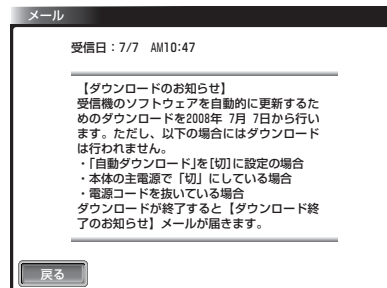 メール
受信日：7/7 AM10:47
【ダウンロードのお知らせ】
受信機のソフトウェアを自動的に更新するた
めのダウンロードを2008年 7月 7日から行い
ます。ただし、以下の場合にはダウンロード
は行われません。
・「自動ダウンロード」を[切]に設定の場合
・本体の主電源で「切」にしている場合
・電源コードを抜いている場合
ダウンロードが終了すると【ダウンロード終
了のお知らせ】メールが届きます。
戻る